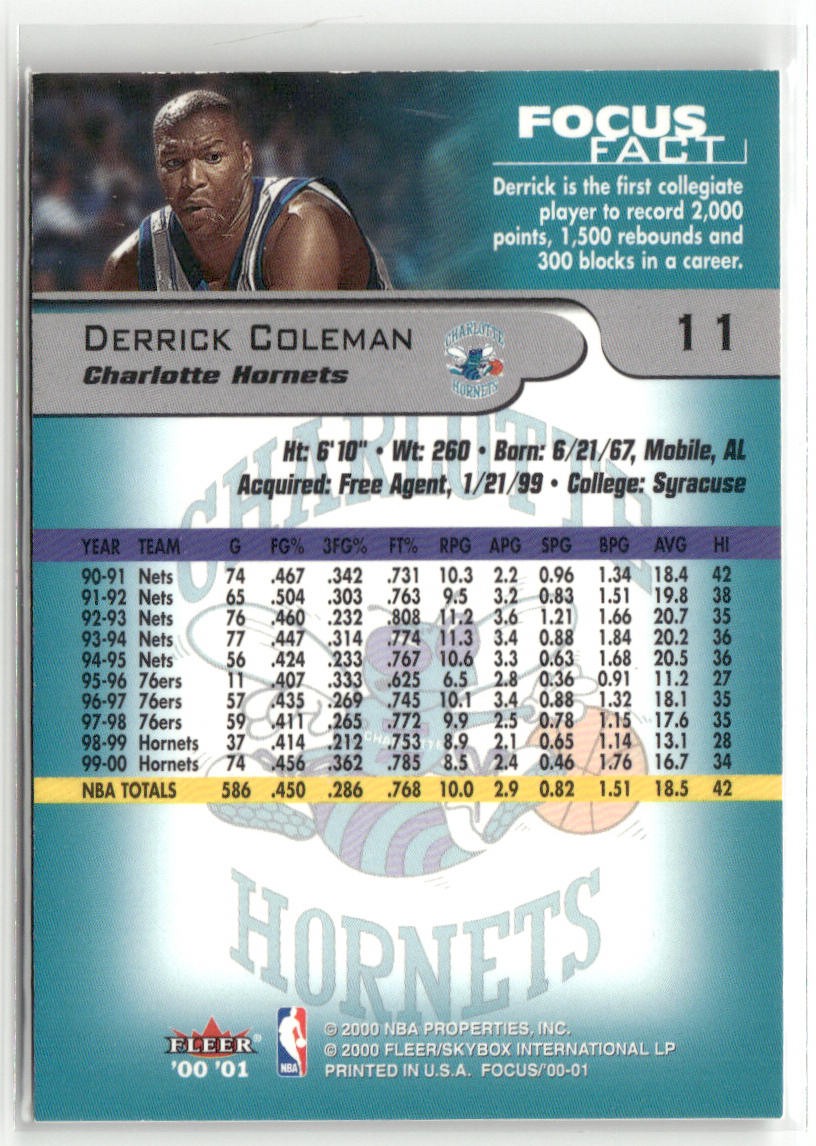 FOCUS
FACT
Derrick is the first collegiate
player to record 2,000
points, 1,500 rebounds and
300 blocks in a career.
DERRICK COLEMAN
Charlotte Hornets
CHARLOTTE
HORNETS
11
CHARLOTTE
Ht: 6'10" • Wt: 260 • Born: 6/21/67, Mobile, AL
Acquired: Free Agent, 1/21/99 • College: Syracuse
YEAR TEAM G FG% 3FG% FT% RPG APG SPG BPG AVG HI
90-91 Nets 74 .467 .342 .731 10.3 2.2 0.96 1.34 18.4 42
91-92 Nets 65 .504 .303 .763 9.5 3.2 0.83 1.51 19.8 38
92-93 Nets 76 .460 .232 .808 11.2 3.6 1.21 1.66 20.7 35
93-94 Nets 77 .447 .314 .774 11.3 3.4 0.88 1.84 20.2 36
94-95 Nets 56 .424 .233 .767 10.6 3.3 0.63 1.68 20.5 36
95-96 76ers 11 .407 .333 .625 6.5 2.8 0.36 0.91 11.2 27
96-97 76ers 57 .435 .269 .745 10.1 3.4 0.88 1.32 18.1 35
97-98 76ers 59 .411 .265 .772 9.9 2.5 0.78 1.15 17.6 35
98-99 Hornets 37 .414 .212 .753 8.9 2.1 0.65 1.14 13.1 28
99-00 Hornets 74 .456 .362 .785 8.5 2.4 0.46 1.76 16.7 34
NBA TOTALS 586 .450 .286 .768 10.0 2.9 0.82 1.51 18.5 42
CHARLOTTE
HORNETS
FLEER®
'00 '01
NBA
© 2000 NBA PROPERTIES, INC.
© 2000 FLEER/SKYBOX INTERNATIONAL LP
PRINTED IN U.S.A. FOCUS/'00-01